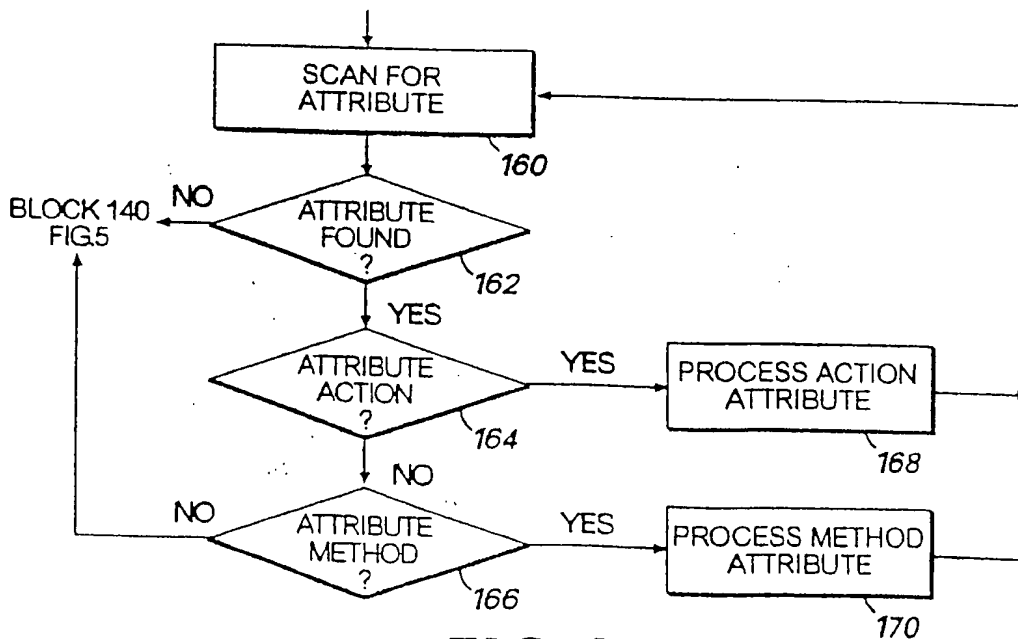 SCAN FOR
ATTRIBUTE
160
NO
BLOCK 140
FIG.5
ATTRIBUTE
FOUND
?
162
YES
ATTRIBUTE
ACTION
?
164
YES
PROCESS ACTION
ATTRIBUTE
168
NO
NO
ATTRIBUTE
METHOD
?
166
YES
PROCESS METHOD
ATTRIBUTE
170